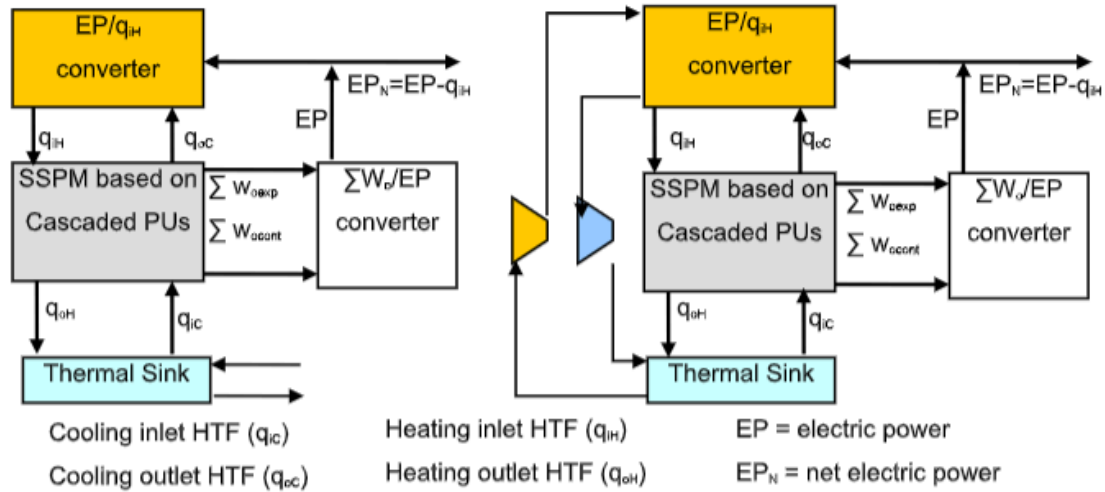 EP/qiH
converter
EPN=EP-qiH
EP
qiH
qoC
SSPM based on
Cascaded PUs
∑ Woexp
∑ Wocont
∑Wo/EP
converter
qoH
qiC
Thermal Sink
EP/qiH
converter
EPN=EP-qiH
EP
qiH
qoC
SSPM based on
Cascaded PUs
∑ Woexp
∑ Wocont
∑Wo/EP
converter
qoH
qiC
Thermal Sink
Cooling inlet HTF (qiC) Heating inlet HTF (qiH) EP = electric power
Cooling outlet HTF (qoC) Heating outlet HTF (qoH) EPN = net electric power